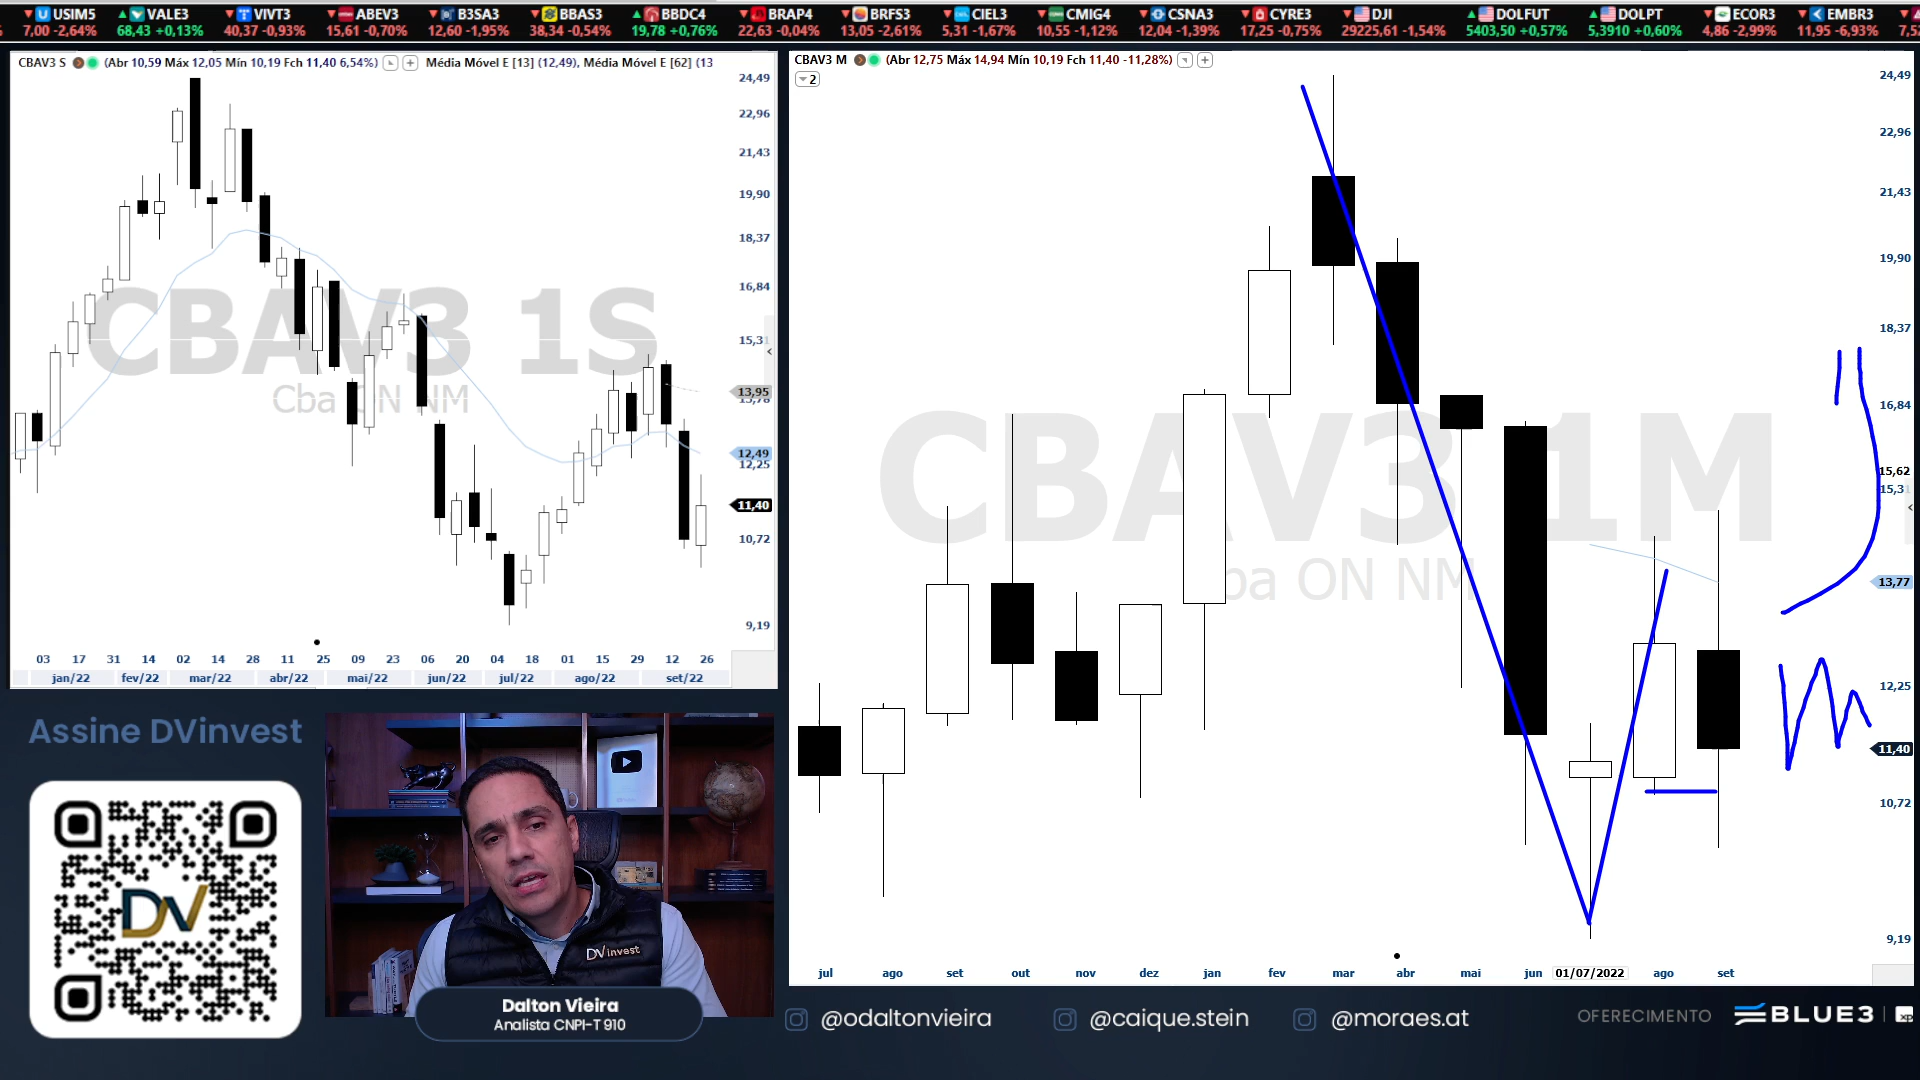 USIM5 VALE3 VIVT3 ABEV3 B3SA3 BBAS3 BBDC4 BRAP4 BRFS3 CIEL3 CMIG4 CSNA3 CYRE3 DJI DOLFUT DOLPT ECOR3 EMBR3
7,00 -2,64% 68,43 +0,13% 40,37 -0,93% 15,61 -0,70% 12,60 -1,95% 38,34 -0,54% 19,78 +0,76% 22,63 -0,04% 13,05 -2,61% 5,31 -1,67% 10,55 -1,12% 12,04 -1,39% 17,25 -0,75% 29225,61 -1,54% 5403,50 +0,57% 5,3910 +0,60% 4,86 -2,99% 11,95 -6,93%
CBAV3 S (Abr 10,59 Máx 12,05 Mín 10,19 Fch 11,40 6,54%) Média Móvel E [13] (12,49), Média Móvel E [62] (13
24,49
22,96
21,43
19,90
18,37
16,84
15,31
13,95
12,49
12,25
11,40
10,72
9,19
CBAV3 1S
Cba ON NM
03 17 31 14 02 14 28 11 25 09 23 06 20 04 18 01 15 29 12 26
jan/22 fev/22 mar/22 abr/22 mai/22 jun/22 jul/22 ago/22 set/22
CBAV3 M (Abr 12,75 Máx 14,94 Mín 10,19 Fch 11,40 -11,28%)
2
24,49
22,96
21,43
19,90
18,37
16,84
15,62
15,31
13,77
12,25
11,40
10,72
9,19
CBAV3 1M
Cba ON NM
jul ago set out nov dez jan fev mar abr mai jun 01/07/2022 ago set
Assine DVinvest
DV
DVinvest
Dalton Vieira
Analista CNPI-T 910
@odaltonvieira @caique.stein @moraes.at
OFERECIMENTO BLUE3 | xp